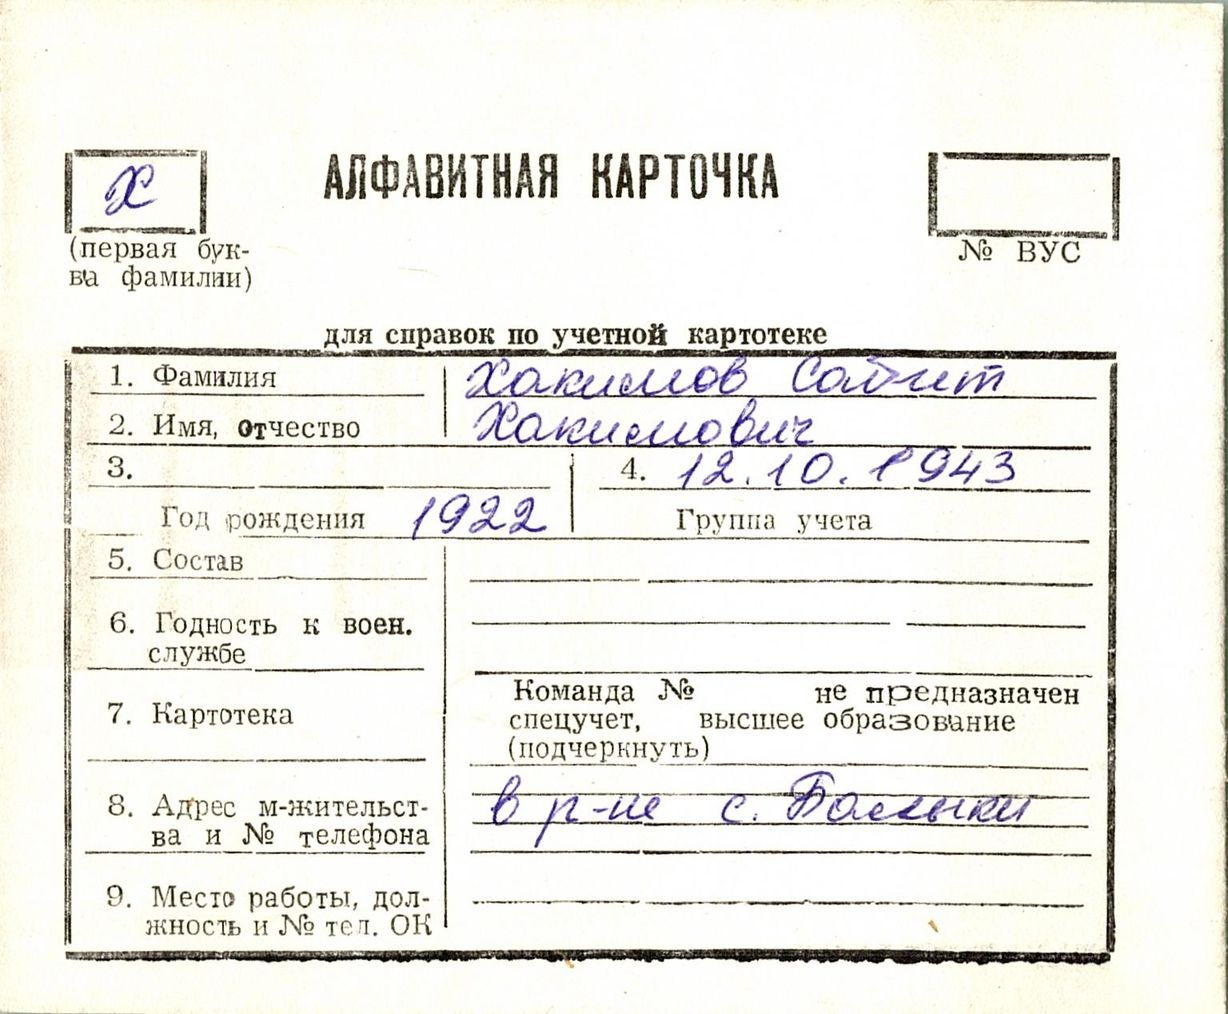 Х
АЛФАВИТНАЯ КАРТОЧКА
(первая бук-
ва фамилии)
№ ВУС
для справок по учетной картотеке
1. Фамилия Хакимов Сабит
2. Имя, отчество Хакимович
3. 4. 12.10.1943
Год рождения 1922 Группа учета
5. Состав
6. Годность к воен.
службе
Команда № не предназначен
7. Картотека спецучет, высшее образование
(подчеркнуть)
8. Адрес м-жительст- в р-не с.
ва и № телефона
9. Место работы, дол-
жность и № тел. ОК